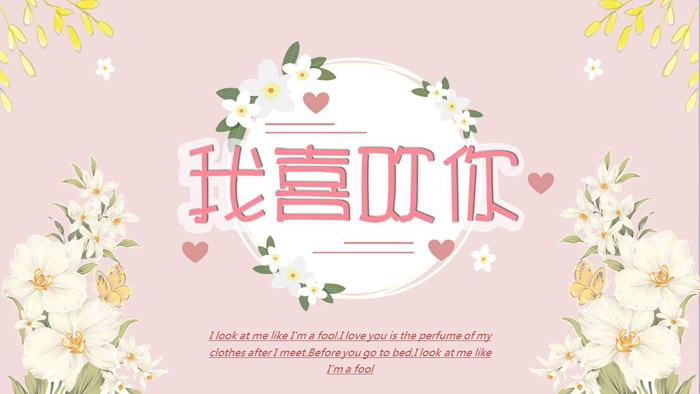 我喜欢你
I look at me like I'm a fool.I love you is the perfume of my
clothes after I meet.Before you go to bed,I look at me like
I'm a fool